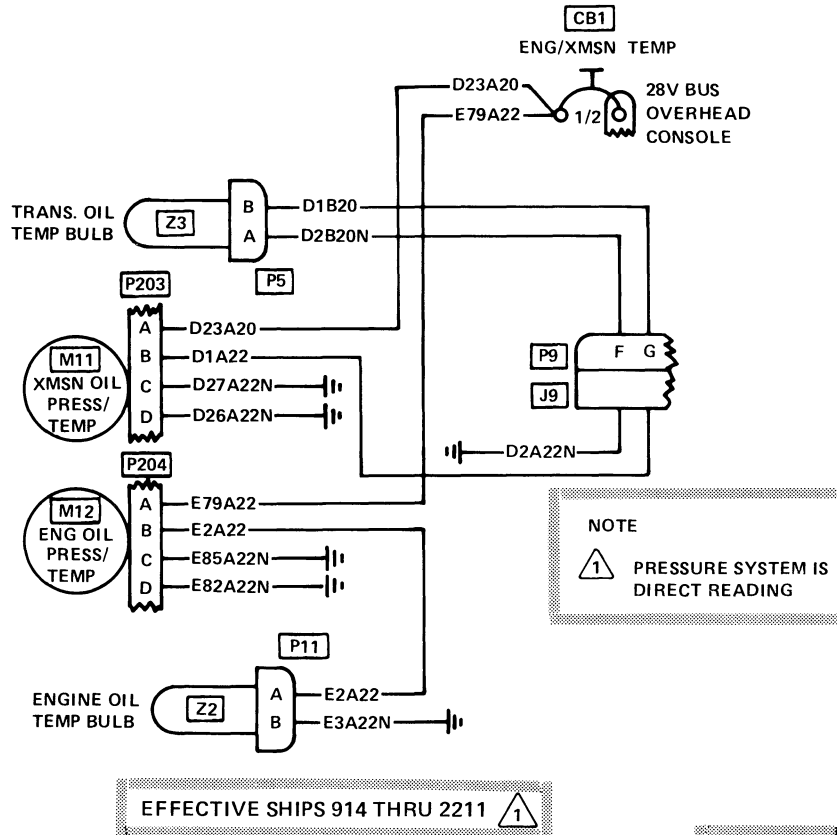 CB1
ENG/XMSN TEMP
D23A20
28V BUS
E79A22
1/2
OVERHEAD
CONSOLE
TRANS. OIL
TEMP BULB
Z3
B
D1B20
A
D2B20N
P5
P203
M11
XMSN OIL
PRESS/
TEMP
A
D23A20
B
D1A22
C
D27A22N
D
D26A22N
P9
F
G
J9
D2A22N
P204
M12
ENG OIL
PRESS/
TEMP
A
E79A22
B
E2A22
C
E85A22N
D
E82A22N
NOTE
1
PRESSURE SYSTEM IS
DIRECT READING
P11
ENGINE OIL
TEMP BULB
Z2
A
E2A22
B
E3A22N
EFFECTIVE SHIPS 914 THRU 2211
1